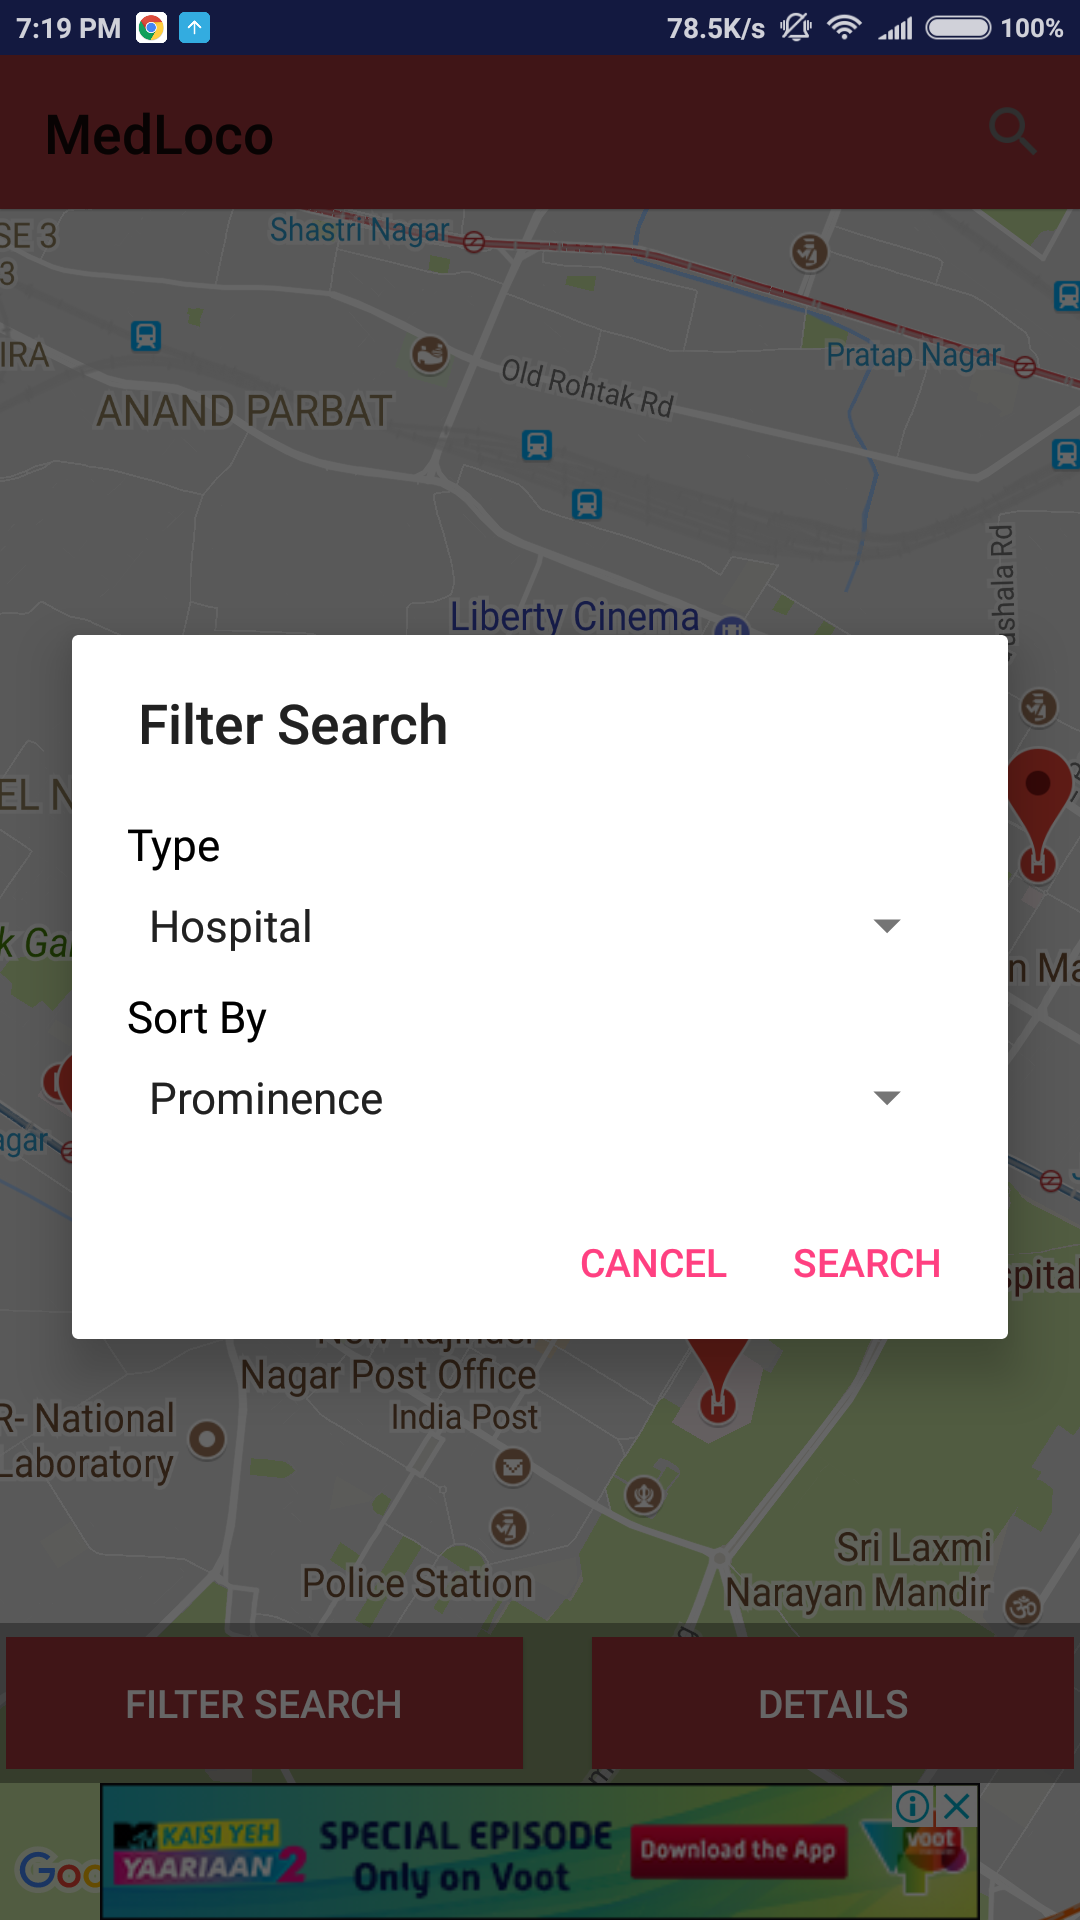 7:19 PM 78.5K/s 100%
MedLoco
SE 3
3
Shastri Nagar
IRA
ANAND PARBAT
Old Rohtak Rd
Pratap Nagar
Liberty Cinema
shala Rd
Filter Search
EL N
Type
Hospital
k Ga
n Ma
Sort By
Prominence
agar
CANCEL SEARCH
spital
Nagar Post Office
India Post
R- National
Laboratory
Police Station
Sri Laxmi
Narayan Mandir
FILTER SEARCH DETAILS
MTV KAISI YEH
YAARIAAN 2
SPECIAL EPISODE
Only on Voot
Download the App
voot
Goo